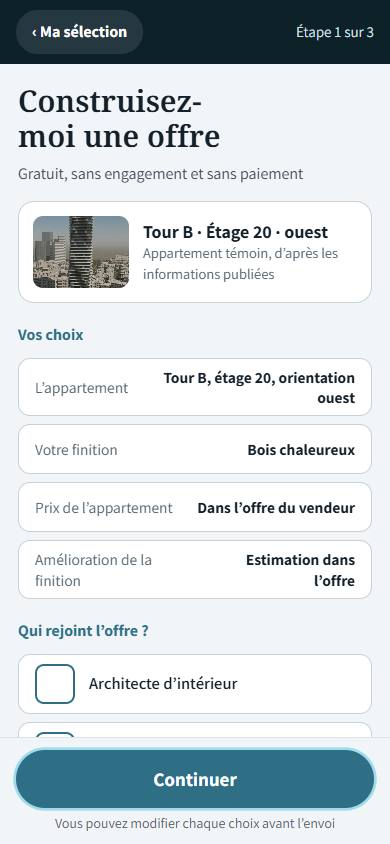 ‹ Ma sélection
Étape 1 sur 3
Construisez-
moi une offre
Gratuit, sans engagement et sans paiement
Tour B · Étage 20 · ouest
Appartement témoin, d’après les
informations publiées
Vos choix
L’appartement
Tour B, étage 20, orientation
ouest
Votre finition
Bois chaleureux
Prix de l’appartement
Dans l’offre du vendeur
Amélioration de la
finition
Estimation dans
l’offre
Qui rejoint l’offre ?
Architecte d’intérieur
Continuer
Vous pouvez modifier chaque choix avant l’envoi